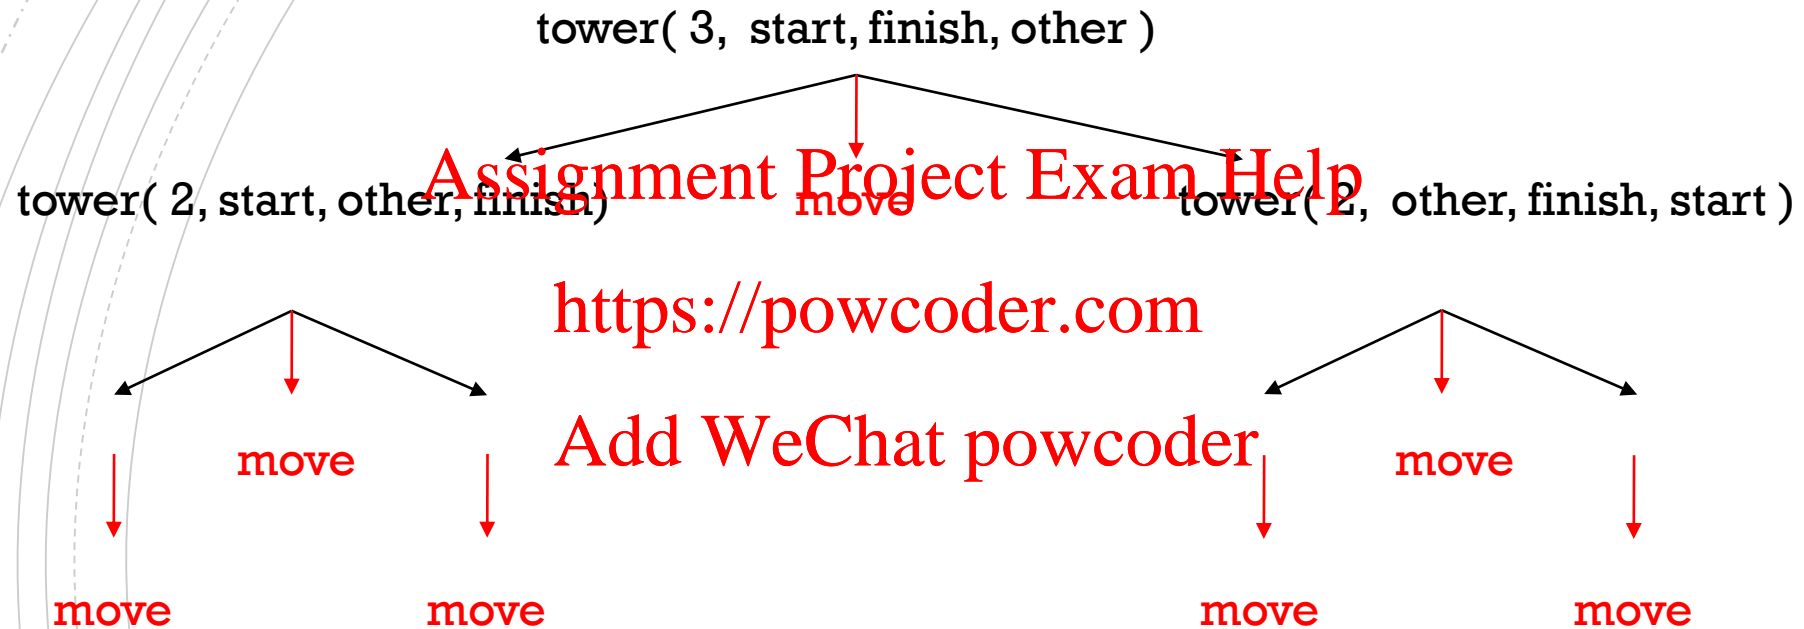 tower( 3, start, finish, other )
Assignment Project Exam Help
tower( 2, start, other, finish) move tower( 2, other, finish, start )
https://powcoder.com
Add WeChat powcoder
move move
move move move move